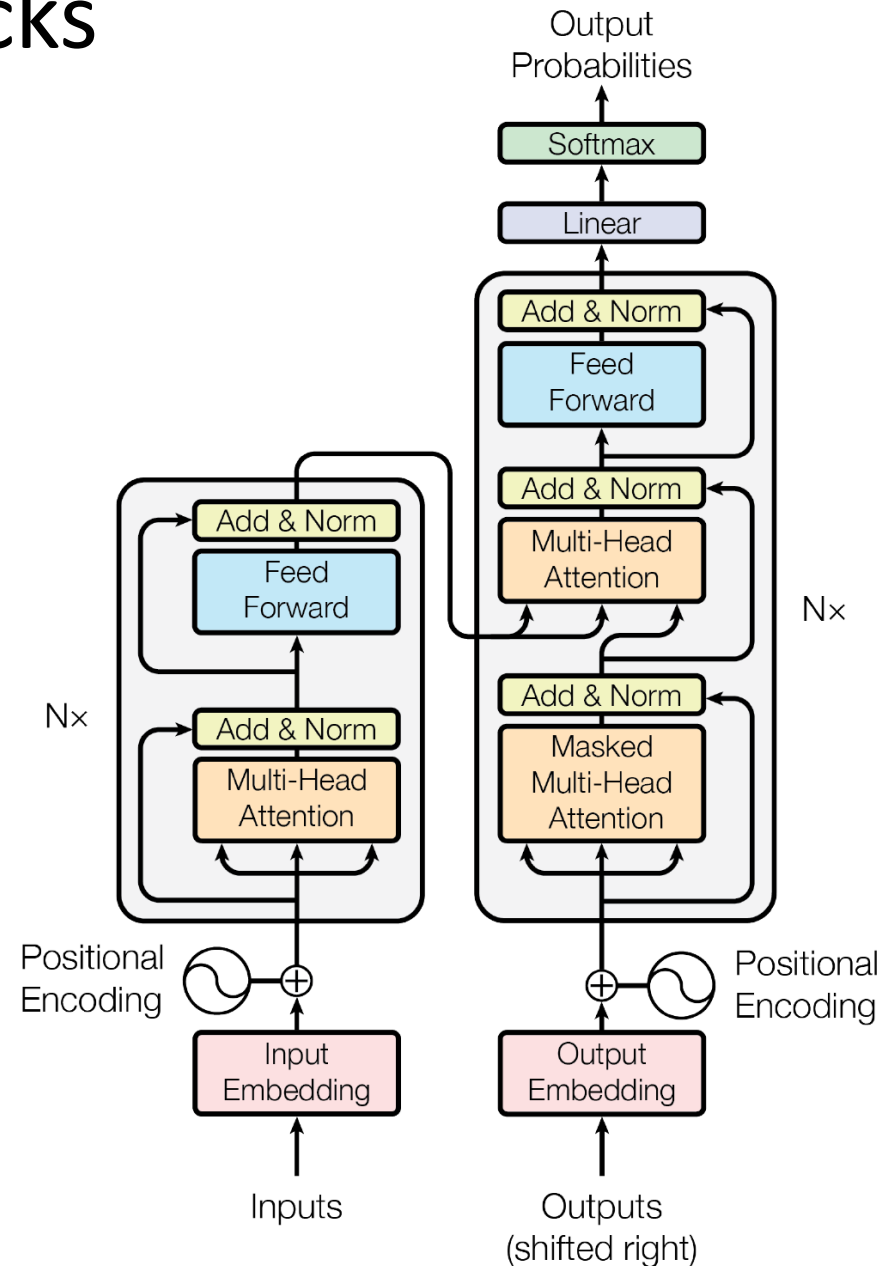 cks
Output
Probabilities
Softmax
Linear
Add & Norm
Feed
Forward
Add & Norm
Multi-Head
Attention
Nx
Add & Norm
Masked
Multi-Head
Attention
Add & Norm
Feed
Forward
Nx
Add & Norm
Multi-Head
Attention
Positional
Encoding
Positional
Encoding
Input
Embedding
Output
Embedding
Inputs
Outputs
(shifted right)